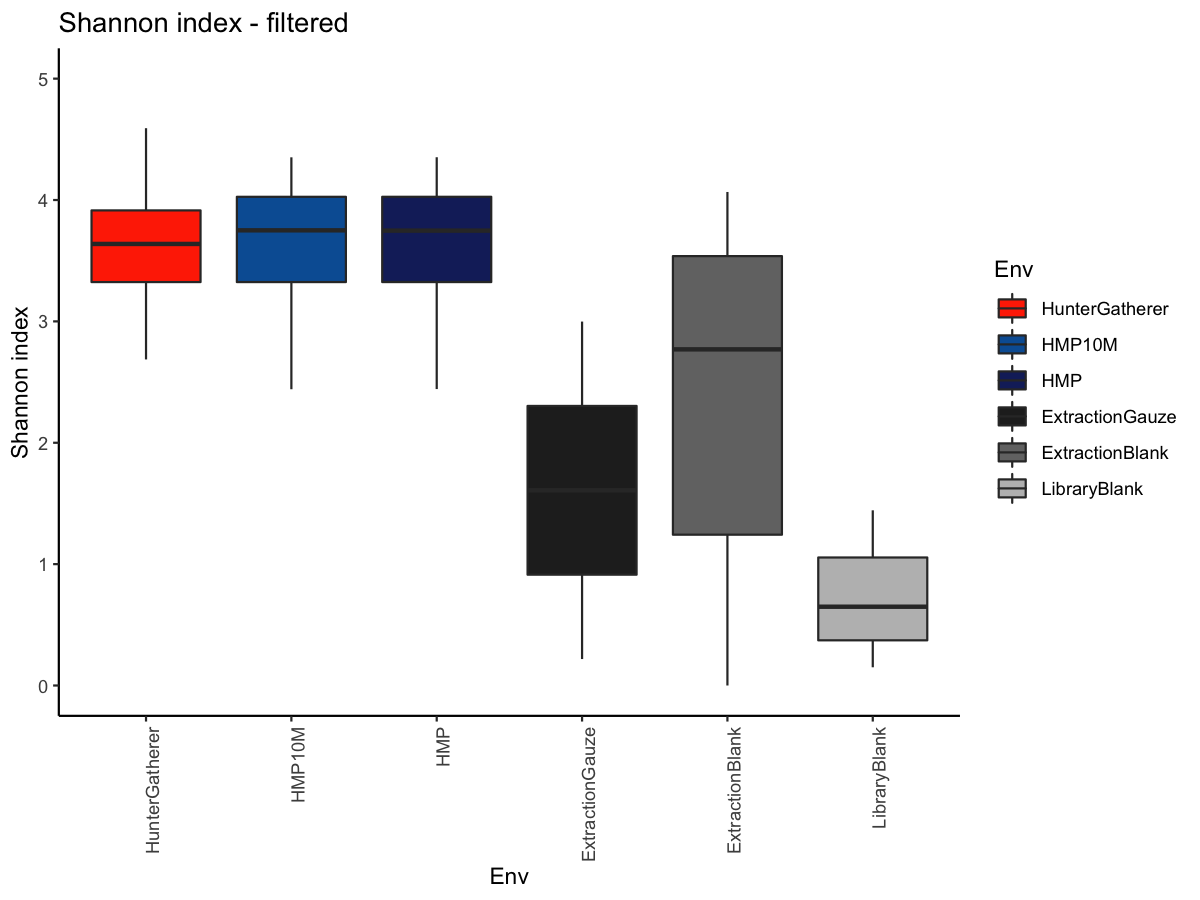 Shannon index - filtered
Shannon index
5
4
3
2
1
0
HunterGatherer
HMP10M
HMP
ExtractionGauze
ExtractionBlank
LibraryBlank
Env
Env
HunterGatherer
HMP10M
HMP
ExtractionGauze
ExtractionBlank
LibraryBlank